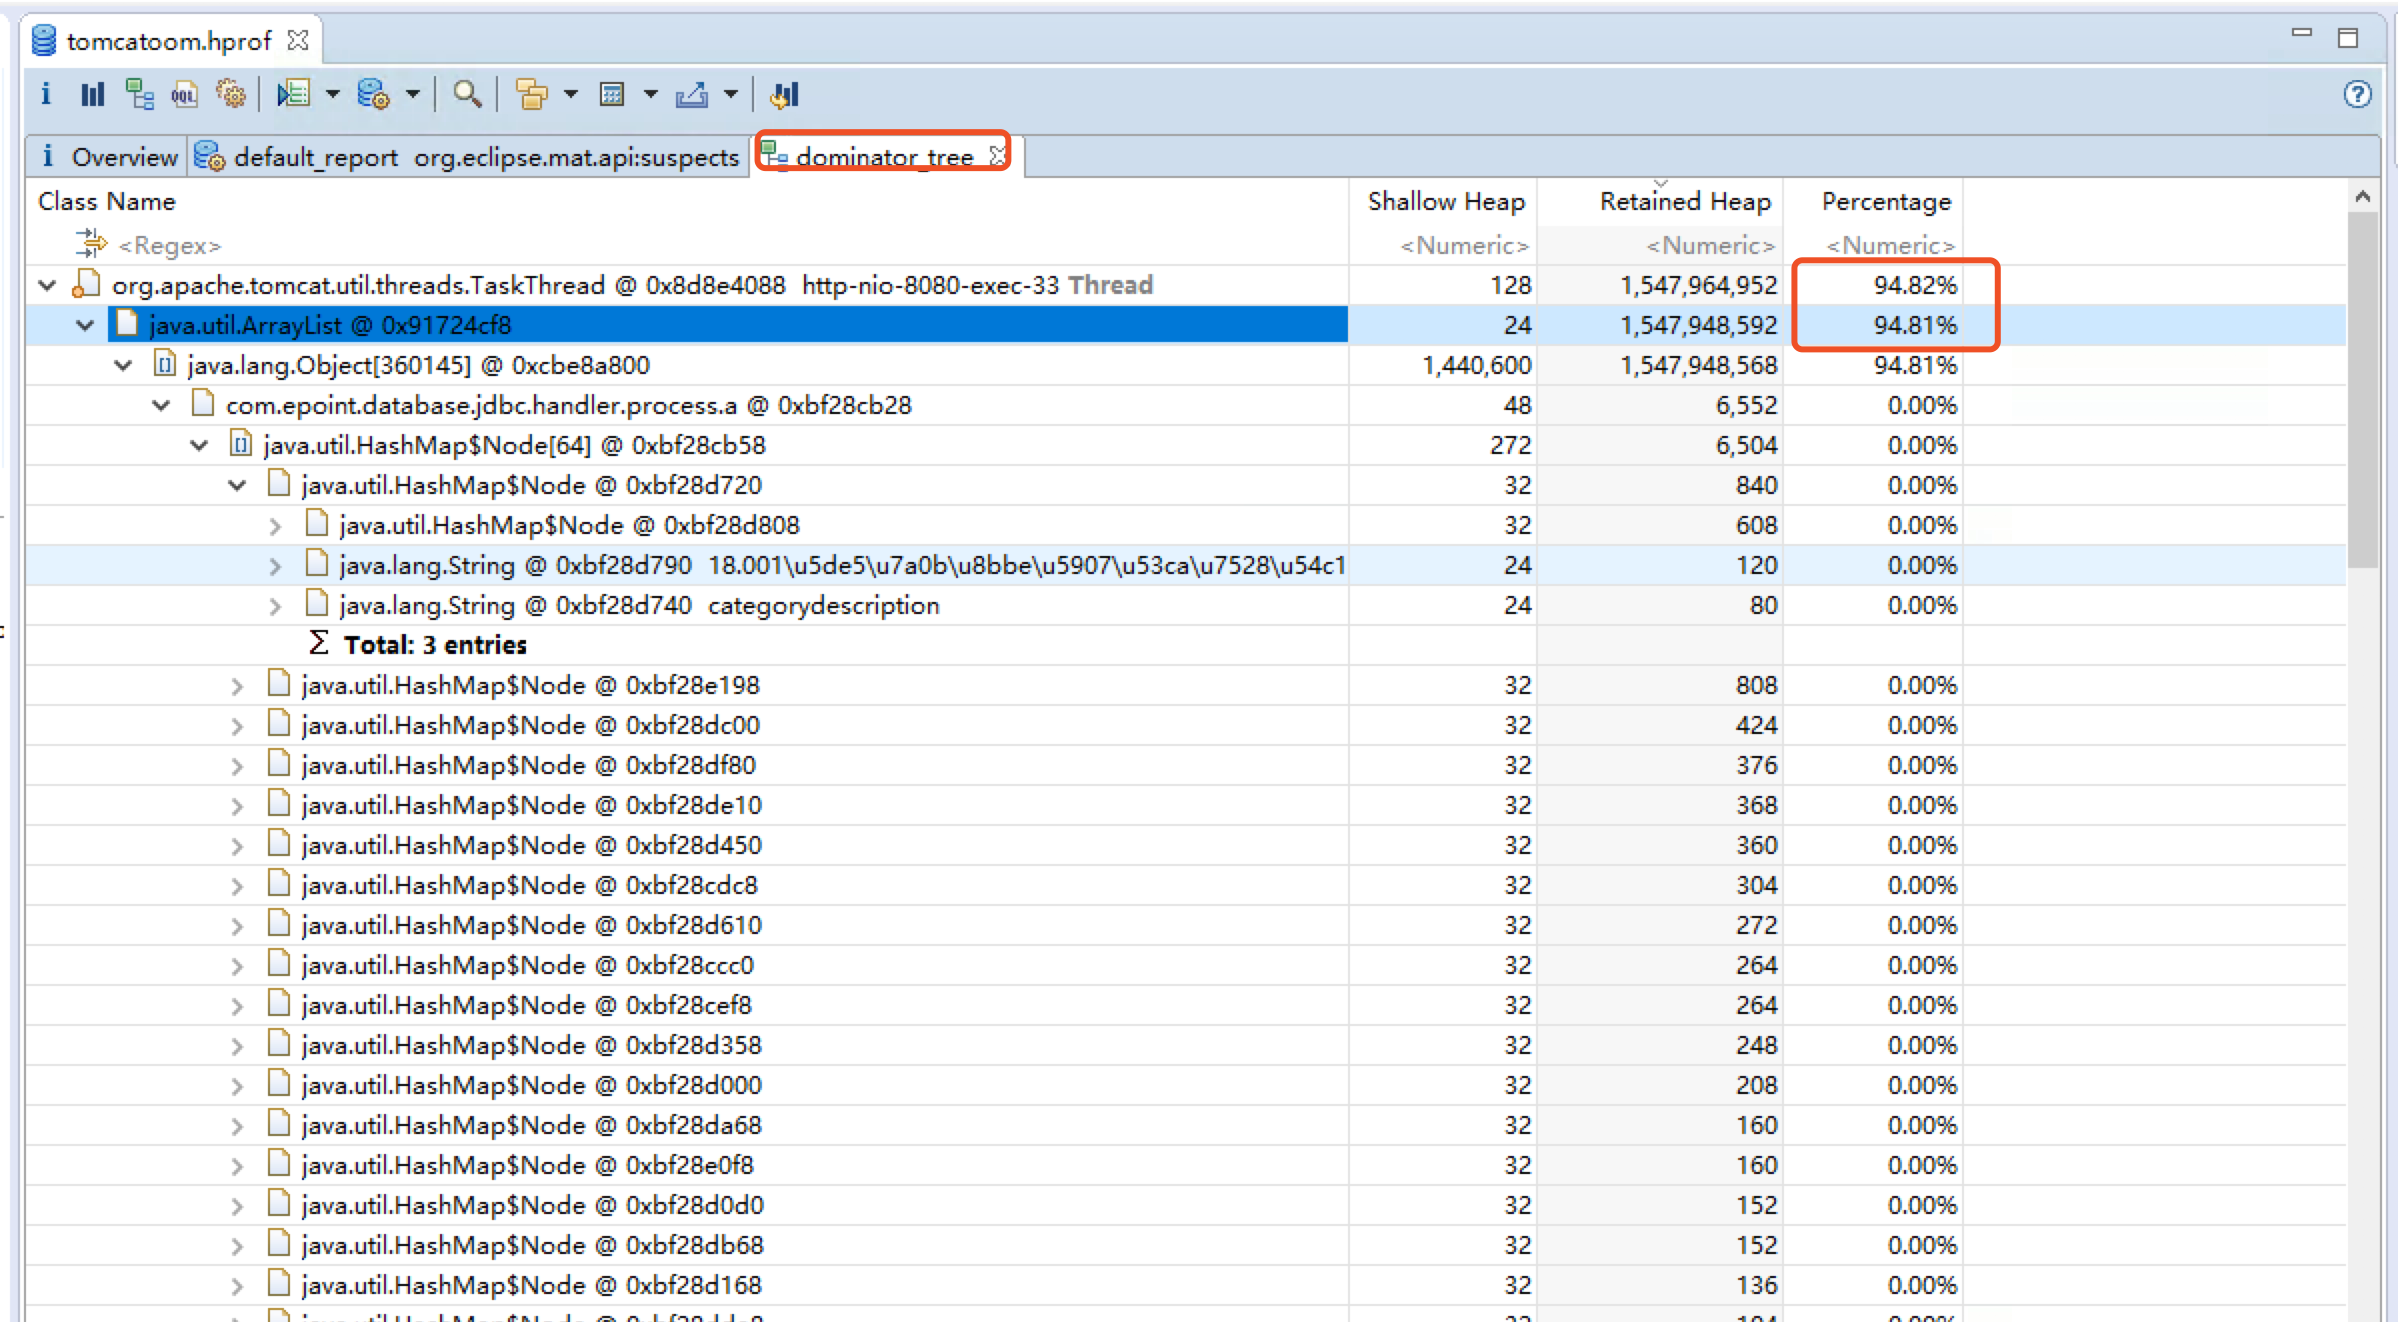 tomcatoom.hprof
i OQL ?
i Overview default_report org.eclipse.mat.api:suspects dominator_tree
Class Name Shallow Heap Retained Heap Percentage
<Regex> <Numeric> <Numeric> <Numeric>
org.apache.tomcat.util.threads.TaskThread @ 0x8d8e4088 http-nio-8080-exec-33 Thread 128 1,547,964,952 94.82%
java.util.ArrayList @ 0x91724cf8 24 1,547,948,592 94.81%
java.lang.Object[360145] @ 0xcbe8a800 1,440,600 1,547,948,568 94.81%
com.epoint.database.jdbc.handler.process.a @ 0xbf28cb28 48 6,552 0.00%
java.util.HashMap$Node[64] @ 0xbf28cb58 272 6,504 0.00%
java.util.HashMap$Node @ 0xbf28d720 32 840 0.00%
java.util.HashMap$Node @ 0xbf28d808 32 608 0.00%
java.lang.String @ 0xbf28d790 18.001\u5de5\u7a0b\u8bbe\u5907\u53ca\u7528\u54c1 24 120 0.00%
java.lang.String @ 0xbf28d740 categorydescription 24 80 0.00%
Σ Total: 3 entries
java.util.HashMap$Node @ 0xbf28e198 32 808 0.00%
java.util.HashMap$Node @ 0xbf28dc00 32 424 0.00%
java.util.HashMap$Node @ 0xbf28df80 32 376 0.00%
java.util.HashMap$Node @ 0xbf28de10 32 368 0.00%
java.util.HashMap$Node @ 0xbf28d450 32 360 0.00%
java.util.HashMap$Node @ 0xbf28cdc8 32 304 0.00%
java.util.HashMap$Node @ 0xbf28d610 32 272 0.00%
java.util.HashMap$Node @ 0xbf28ccc0 32 264 0.00%
java.util.HashMap$Node @ 0xbf28cef8 32 264 0.00%
java.util.HashMap$Node @ 0xbf28d358 32 248 0.00%
java.util.HashMap$Node @ 0xbf28d000 32 208 0.00%
java.util.HashMap$Node @ 0xbf28da68 32 160 0.00%
java.util.HashMap$Node @ 0xbf28e0f8 32 160 0.00%
java.util.HashMap$Node @ 0xbf28d0d0 32 152 0.00%
java.util.HashMap$Node @ 0xbf28db68 32 152 0.00%
java.util.HashMap$Node @ 0xbf28d168 32 136 0.00%